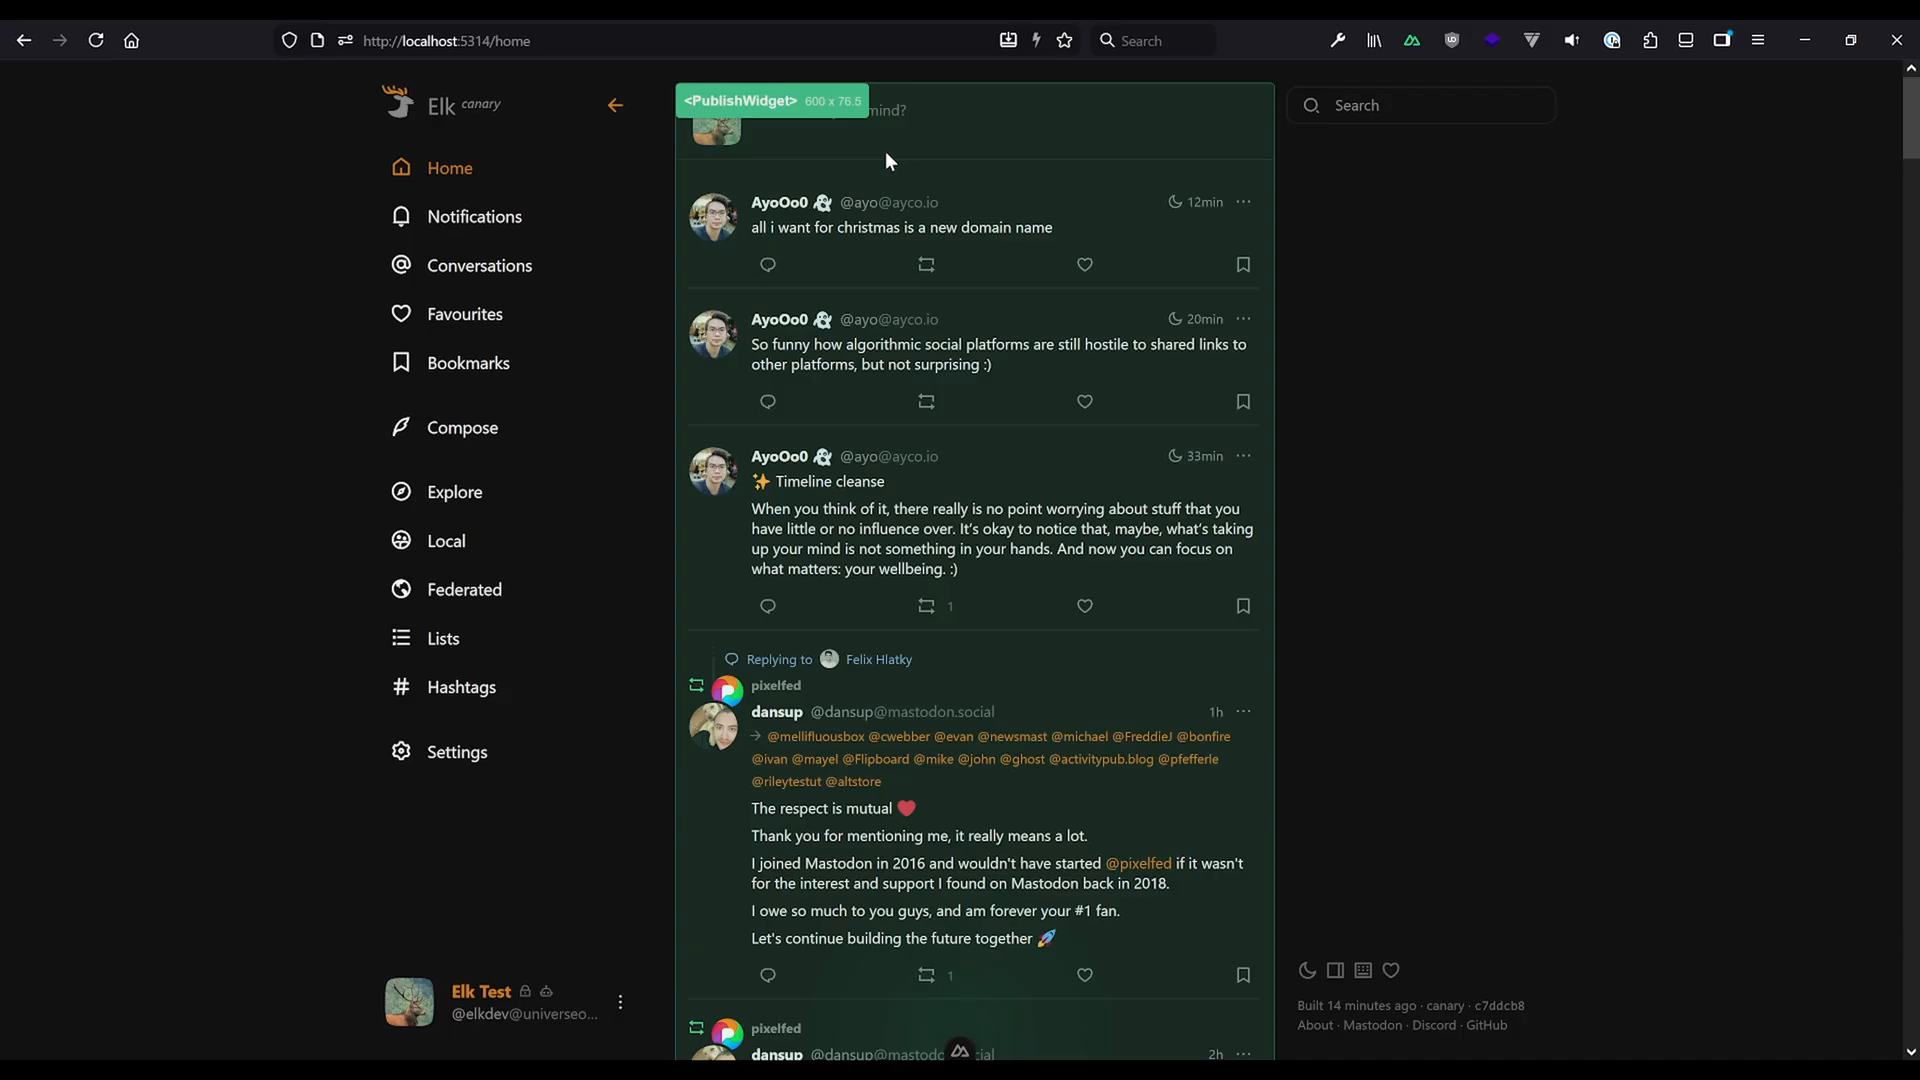 http://localhost:5314/home
Search
Elk canary
<PublishWidget> 600 x 76.5
mind?
Search
Home
Notifications
Conversations
Favourites
Bookmarks
Compose
Explore
Local
Federated
Lists
Hashtags
Settings
Elk Test
@elkdev@universeo...
AyoOo0 @ayo@ayco.io 12min
all i want for christmas is a new domain name
AyoOo0 @ayo@ayco.io 20min
So funny how algorithmic social platforms are still hostile to shared links to
other platforms, but not surprising :)
AyoOo0 @ayo@ayco.io 33min
✨ Timeline cleanse
When you think of it, there really is no point worrying about stuff that you
have little or no influence over. It's okay to notice that, maybe, what's taking
up your mind is not something in your hands. And now you can focus on
what matters: your wellbeing. :)
1
Replying to Felix Hlatky
pixelfed
dansup @dansup@mastodon.social 1h
@mellifluousbox @cwebber @evan @newsmast @michael @FreddieJ @bonfire
@ivan @mayel @Flipboard @mike @john @ghost @activitypub.blog @pfefferle
@rileytestut @altstore
The respect is mutual ❤️
Thank you for mentioning me, it really means a lot.
I joined Mastodon in 2016 and wouldn't have started @pixelfed if it wasn't
for the interest and support I found on Mastodon back in 2018.
I owe so much to you guys, and am forever your #1 fan.
Let's continue building the future together 🚀
1
pixelfed
dansup 2h
Built 14 minutes ago · canary · c7ddcb8
About · Mastodon · Discord · GitHub